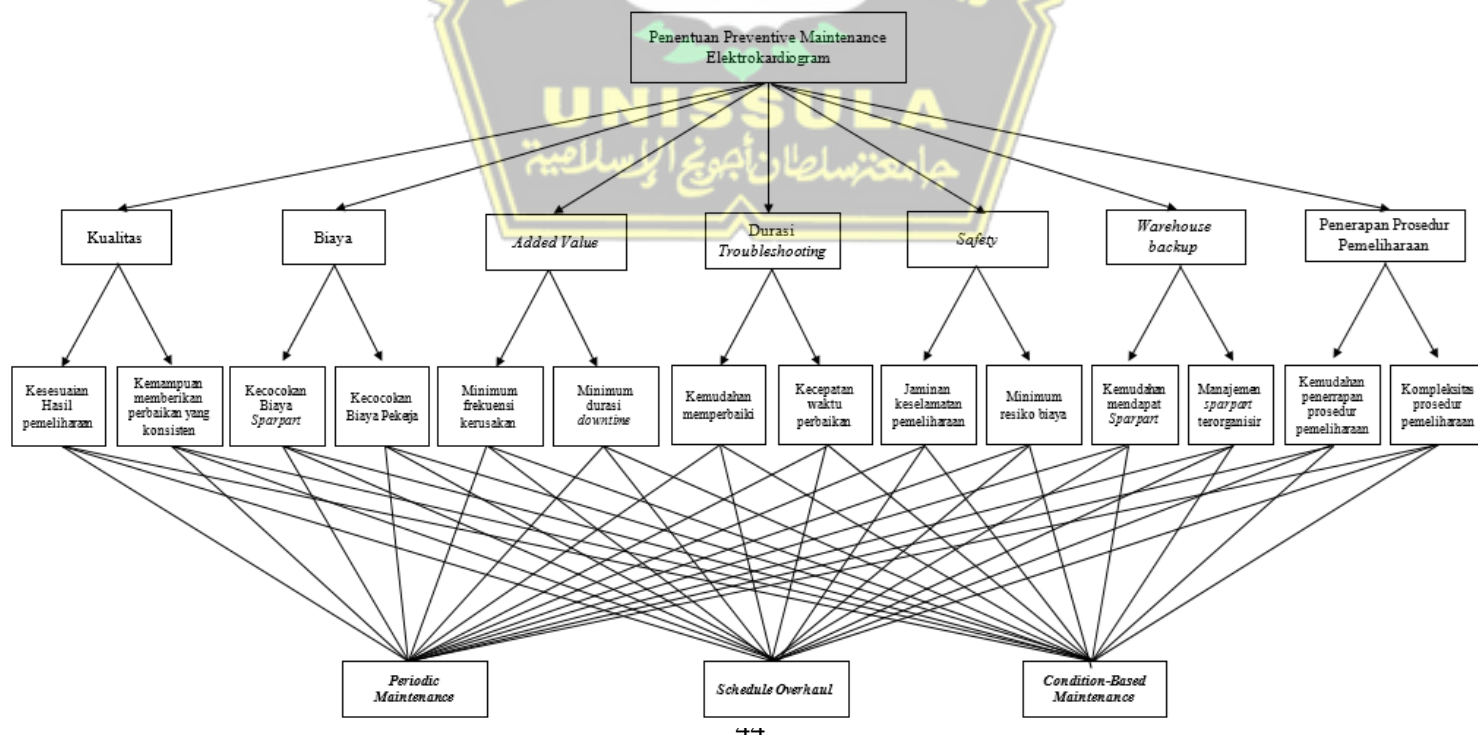 Penentuan Preventive Maintenance
Elektrokardiogram
UNISSULA
جامعتسلطان أجونج الإسلامية
Kualitas
Biaya
Added Value
Durasi
Troubleshooting
Safety
Warehouse
backup
Penerapan Prosedur
Pemeliharaan
Kesesuaian
Hasil
pemeliharaan
Kemampuan
memberikan
perbaikan yang
konsisten
Kecocokan
Biaya
Sparpart
Kecocokan
Biaya Pekerja
Minimum
frekuensi
kerusakan
Minimum
durasi
downtime
Kemudahan
memperbaiki
Kecepatan
waktu
perbaikan
Jaminan
keselamatan
pemeliharaan
Minimum
resiko biaya
Kemudahan
mendapat
Sparpart
Manajemen
sparpart
terorganisir
Kemudahan
penerrapan
prosedur
pemeliharaan
Kompleksitas
prosedur
pemeliharaan
Periodic
Maintenance
Schedule Overhaul
Condition-Based
Maintenance